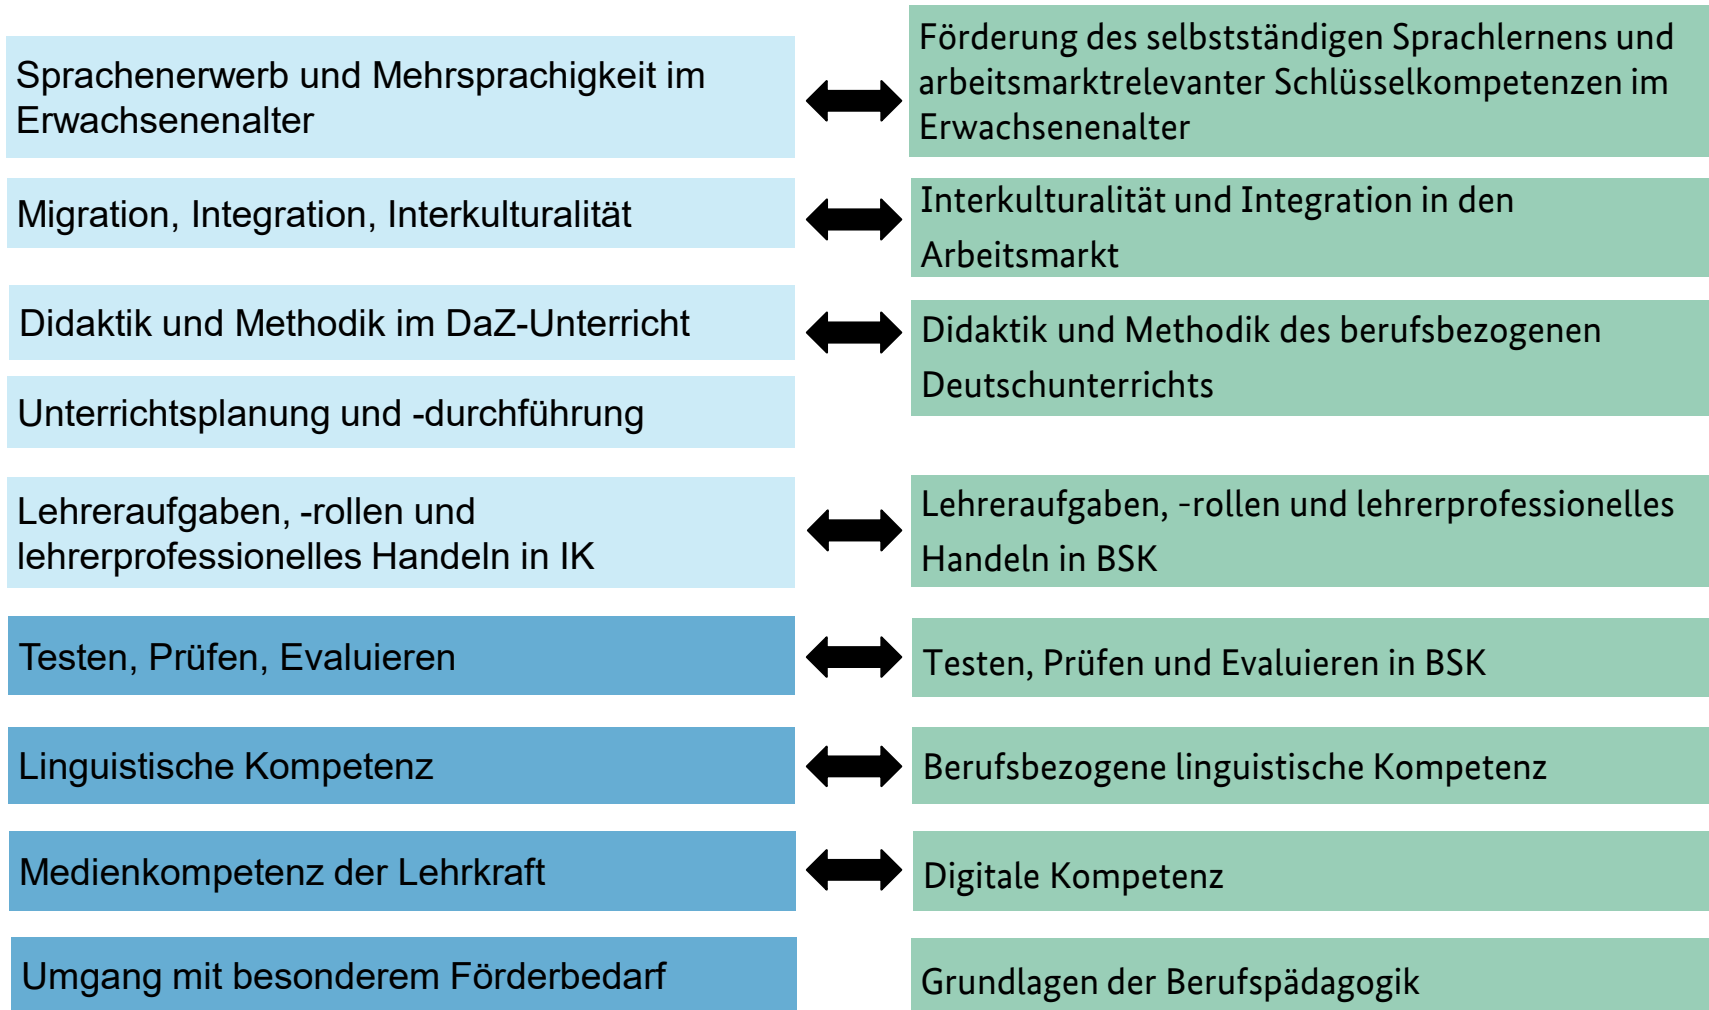 Sprachenerwerb und Mehrsprachigkeit im
Erwachsenenalter
Förderung des selbstständigen Sprachlernens und
arbeitsmarktrelevanter Schlüsselkompetenzen im
Erwachsenenalter
Migration, Integration, Interkulturalität
Interkulturalität und Integration in den
Arbeitsmarkt
Didaktik und Methodik im DaZ-Unterricht
Didaktik und Methodik des berufsbezogenen
Deutschunterrichts
Unterrichtsplanung und -durchführung
Lehreraufgaben, -rollen und
lehrerprofessionelles Handeln in IK
Lehreraufgaben, -rollen und lehrerprofessionelles
Handeln in BSK
Testen, Prüfen, Evaluieren
Testen, Prüfen und Evaluieren in BSK
Linguistische Kompetenz
Berufsbezogene linguistische Kompetenz
Medienkompetenz der Lehrkraft
Digitale Kompetenz
Umgang mit besonderem Förderbedarf
Grundlagen der Berufspädagogik